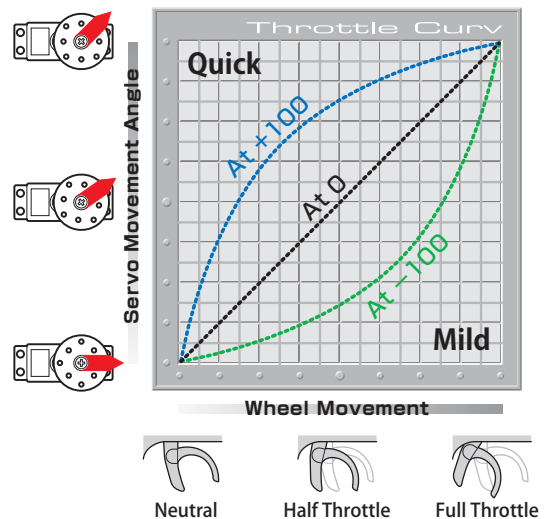 Throttle Curv
Quick
Servo Movement Angle
At +100
At 0
At −100
Mild
Wheel Movement
Neutral
Half Throttle
Full Throttle